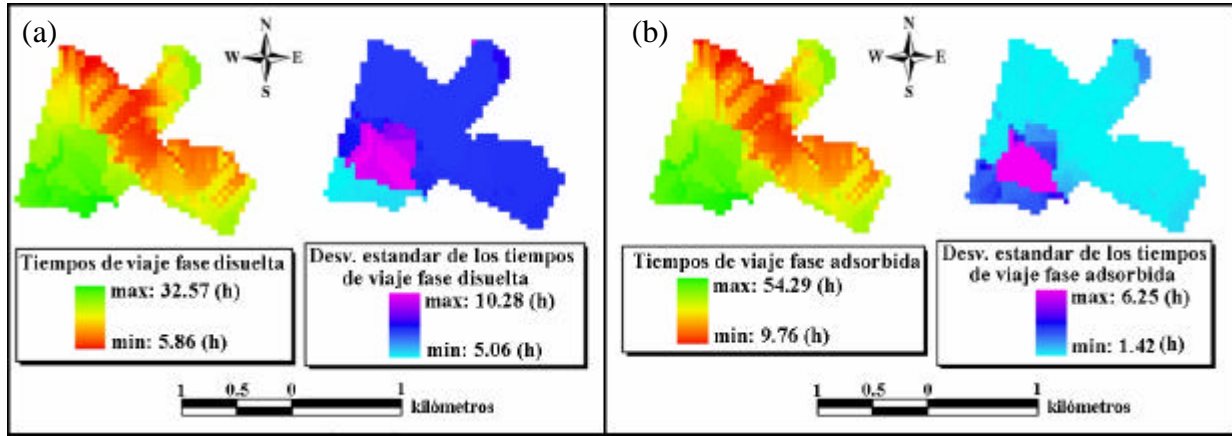 (a)
N
W E
S
Tiempos de viaje fase disuelta
max: 32.57 (h)
min: 5.86 (h)
Desv. estandar de los tiempos
de viaje fase disuelta
max: 10.28 (h)
min: 5.06 (h)
1 0.5 0 1
kilómetros
(b)
N
W E
S
Tiempos de viaje fase adsorbida
max: 54.29 (h)
min: 9.76 (h)
Desv. estandar de los tiempos
de viaje fase adsorbida
max: 6.25 (h)
min: 1.42 (h)
1 0.5 0 1
kilómetros